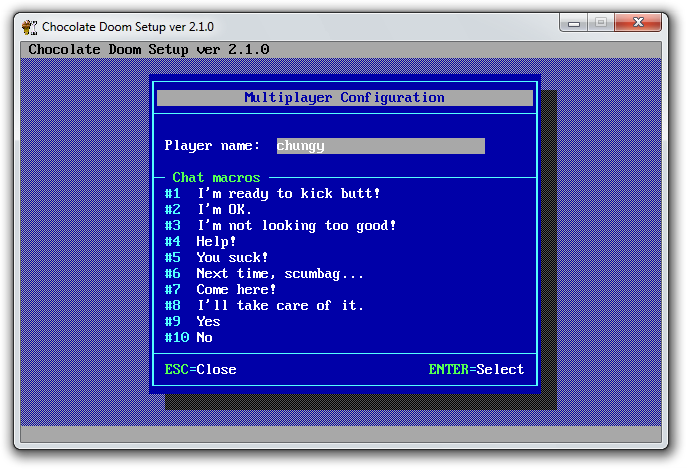 Chocolate Doom Setup ver 2.1.0
Chocolate Doom Setup ver 2.1.0
Multiplayer Configuration
Player name: chungy
Chat macros
#1 I'm ready to kick butt!
#2 I'm OK.
#3 I'm not looking too good!
#4 Help!
#5 You suck!
#6 Next time, scumbag...
#7 Come here!
#8 I'll take care of it.
#9 Yes
#10 No
ESC=Close ENTER=Select